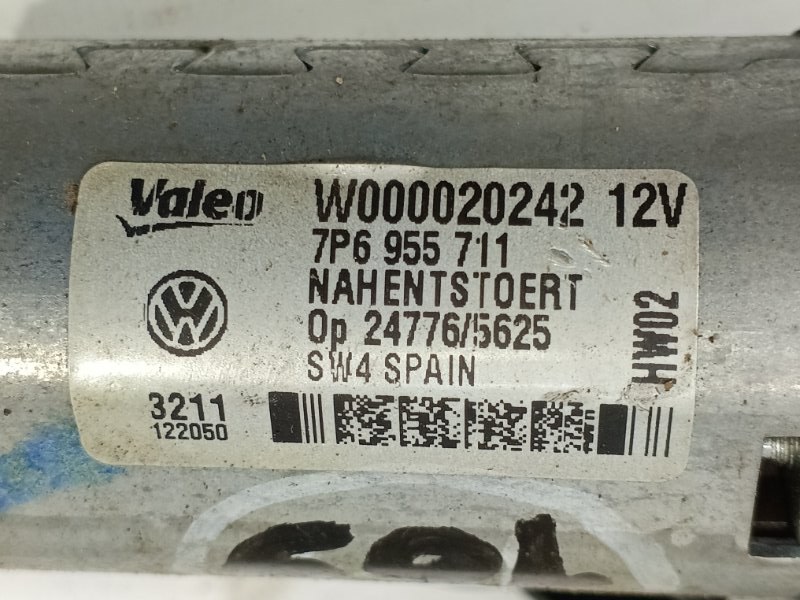 Valeo W000020242 12V
7P6 955 711
NAHENTSTOERT
Op 24776/5625
SW4 SPAIN
HW02
3211
122050